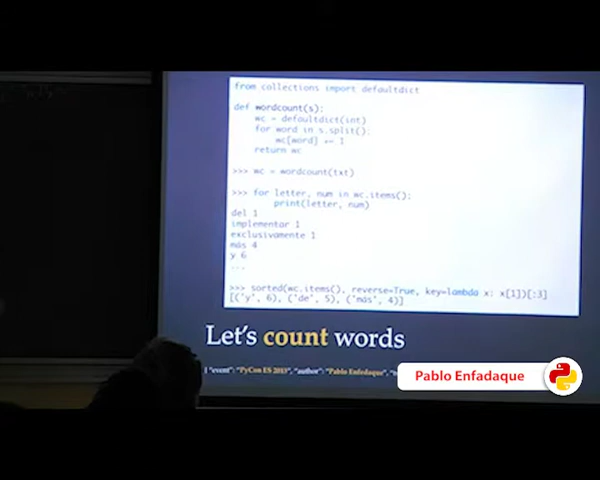 from collections import defaultdict
def wordcount(s):
wc = defaultdict(int)
for word in s.split():
wc[word] += 1
return wc
>>> wc = wordcount(txt)
>>> for letter, num in wc.items():
print(letter, num)
del 1
implementar 1
exclusivamente 1
más 4
y 6
...
>>> sorted(wc.items(), reverse=True, key=lambda x: x[1])[:3]
[('y', 6), ('de', 5), ('más', 4)]
Let's count words
{ "event": "PyCon ES 2013", "author": "Pablo Enfedaque",
Pablo Enfadaque